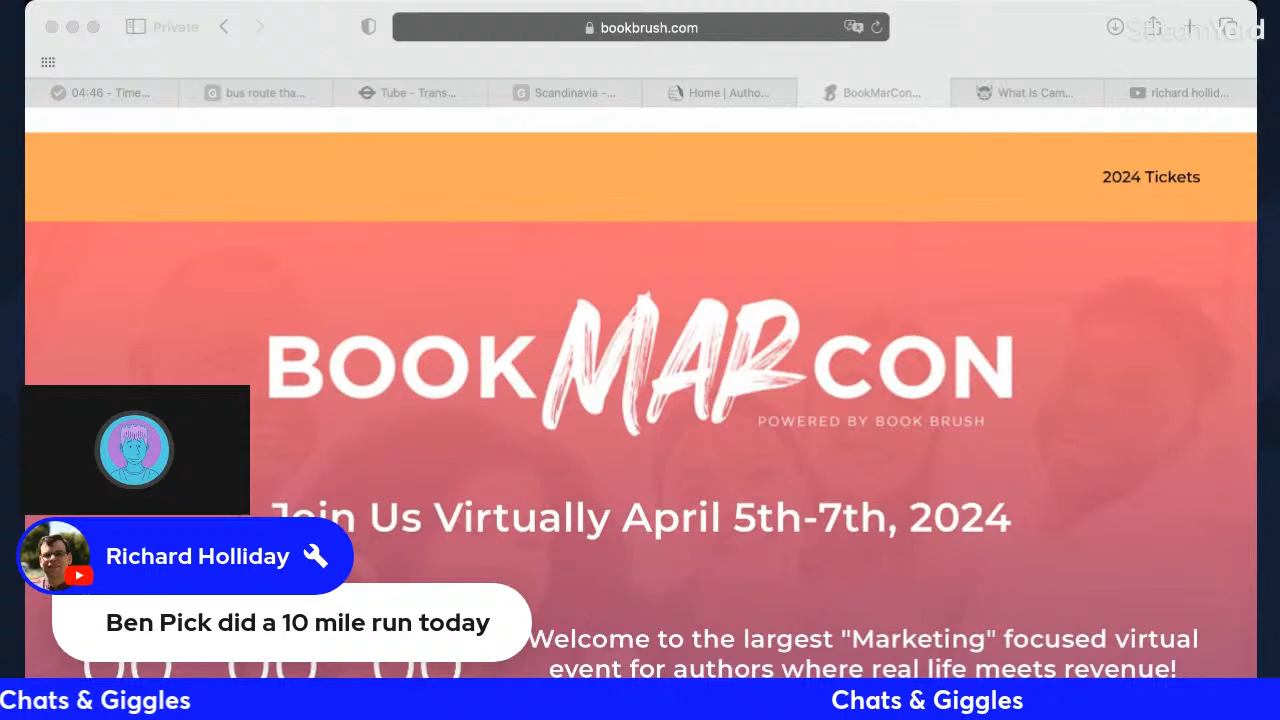 Private
bookbrush.com
StreamYard
04:46 - Time...
bus route tha...
Tube - Trans...
Scandinavia -...
Home | Autho...
BookMarCon...
What Is Cam...
richard hollid...
2024 Tickets
BOOKMARCON
POWERED BY BOOK BRUSH
Join Us Virtually April 5th-7th, 2024
Richard Holliday
Ben Pick did a 10 mile run today
Welcome to the largest "Marketing" focused virtual
event for authors where real life meets revenue!
Chats & Giggles
Chats & Giggles